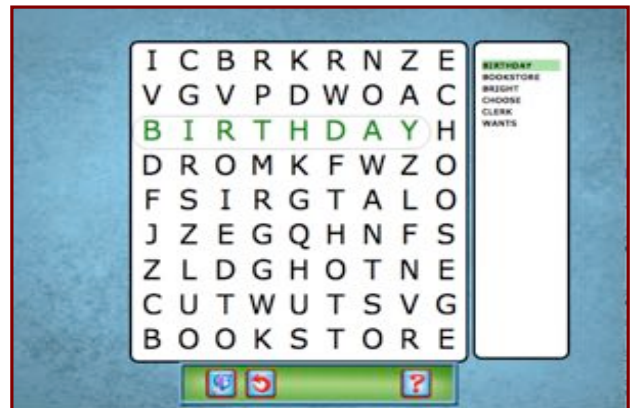 I C B R K R N Z E
V G V P D W O A C
B I R T H D A Y H
D R O M K F W Z O
F S I R G T A L O
J Z E G Q H N F S
Z L D G H O T N E
C U T W U T S V G
B O O K S T O R E
BIRTHDAY
BOOKSTORE
BRIGHT
CHOOSE
CLERK
WANTS
?